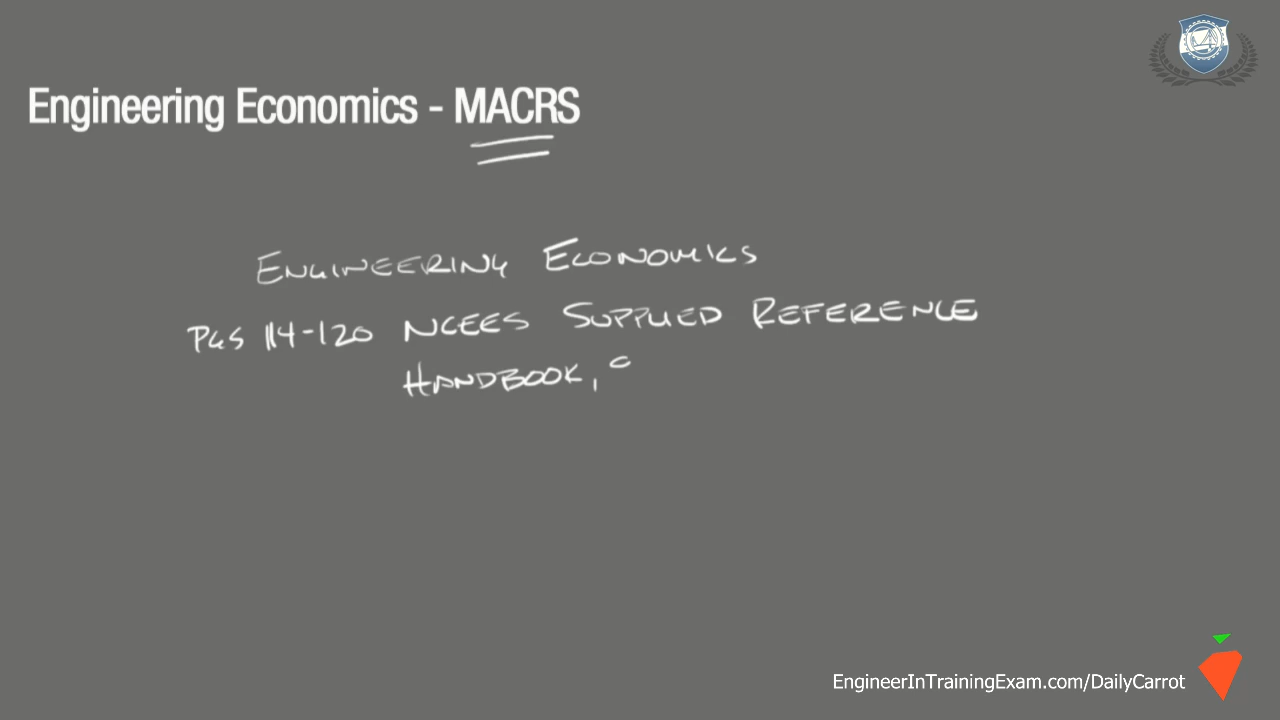 Engineering Economics - MACRS
ENGINEERING ECONOMICS
PGS 114-120 NCEES SUPPLIED REFERENCE
HANDBOOK,
EngineerInTrainingExam.com/DailyCarrot